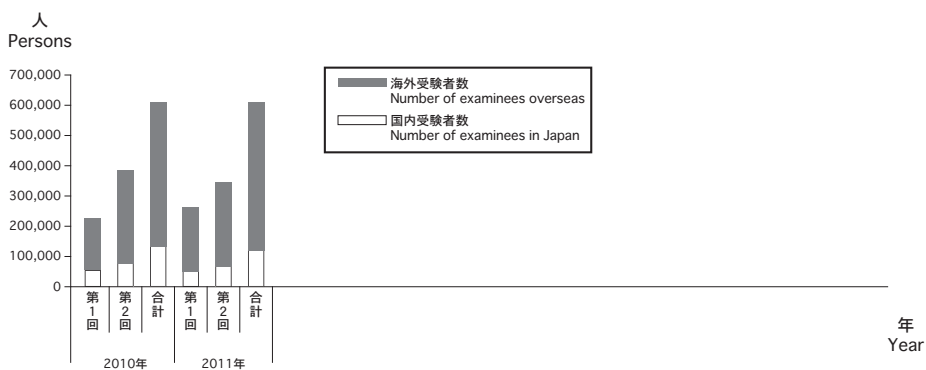 人
Persons
700,000
600,000
500,000
400,000
300,000
200,000
100,000
0
海外受験者数
Number of examinees overseas
国内受験者数
Number of examinees in Japan
第1回
第2回
合計
第1回
第2回
合計
2010年
2011年
年
Year